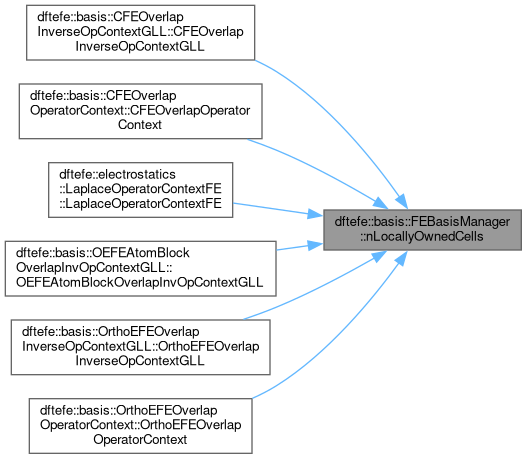 dftefe::basis::CFEOverlap
InverseOpContextGLL::CFEOverlap
InverseOpContextGLL
dftefe::basis::CFEOverlap
OperatorContext::CFEOverlapOperator
Context
dftefe::electrostatics
::LaplaceOperatorContextFE
::LaplaceOperatorContextFE
dftefe::basis::FEBasisManager
::nLocallyOwnedCells
dftefe::basis::OEFEAtomBlock
OverlapInvOpContextGLL::
OEFEAtomBlockOverlapInvOpContextGLL
dftefe::basis::OrthoEFEOverlap
InverseOpContextGLL::OrthoEFEOverlap
InverseOpContextGLL
dftefe::basis::OrthoEFEOverlap
OperatorContext::OrthoEFEOverlap
OperatorContext